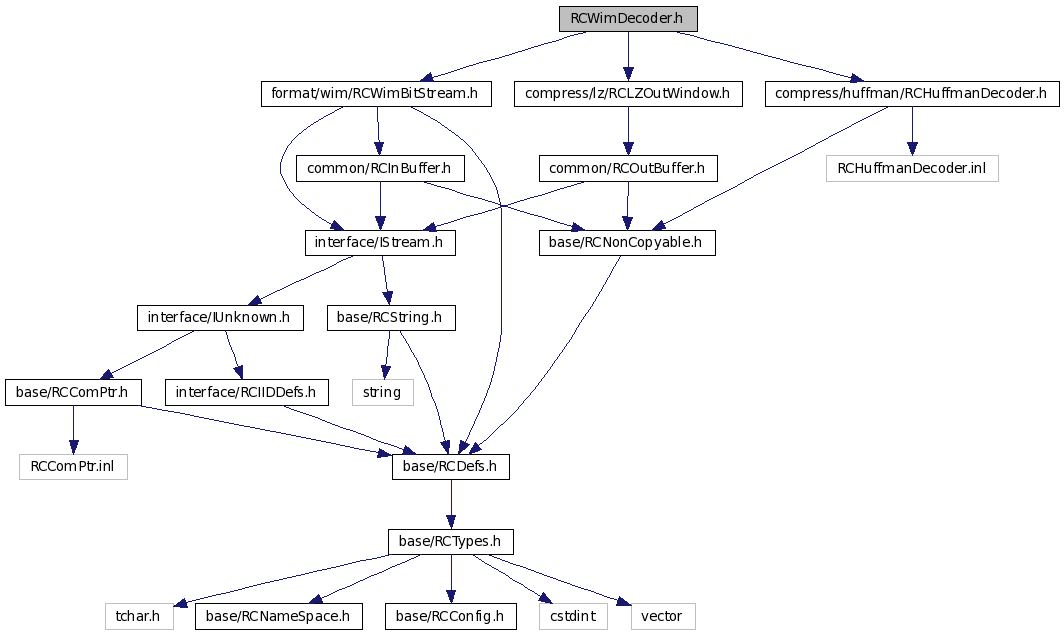 RCWimDecoder.h
format/wim/RCWimBitStream.h
compress/lz/RCLZOutWindow.h
compress/huffman/RCHuffmanDecoder.h
common/RCInBuffer.h
common/RCOutBuffer.h
RCHuffmanDecoder.inl
interface/IStream.h
base/RCNonCopyable.h
interface/IUnknown.h
base/RCString.h
base/RCComPtr.h
interface/RCIIDDefs.h
string
RCComPtr.inl
base/RCDefs.h
base/RCTypes.h
tchar.h
base/RCNameSpace.h
base/RCConfig.h
cstdint
vector